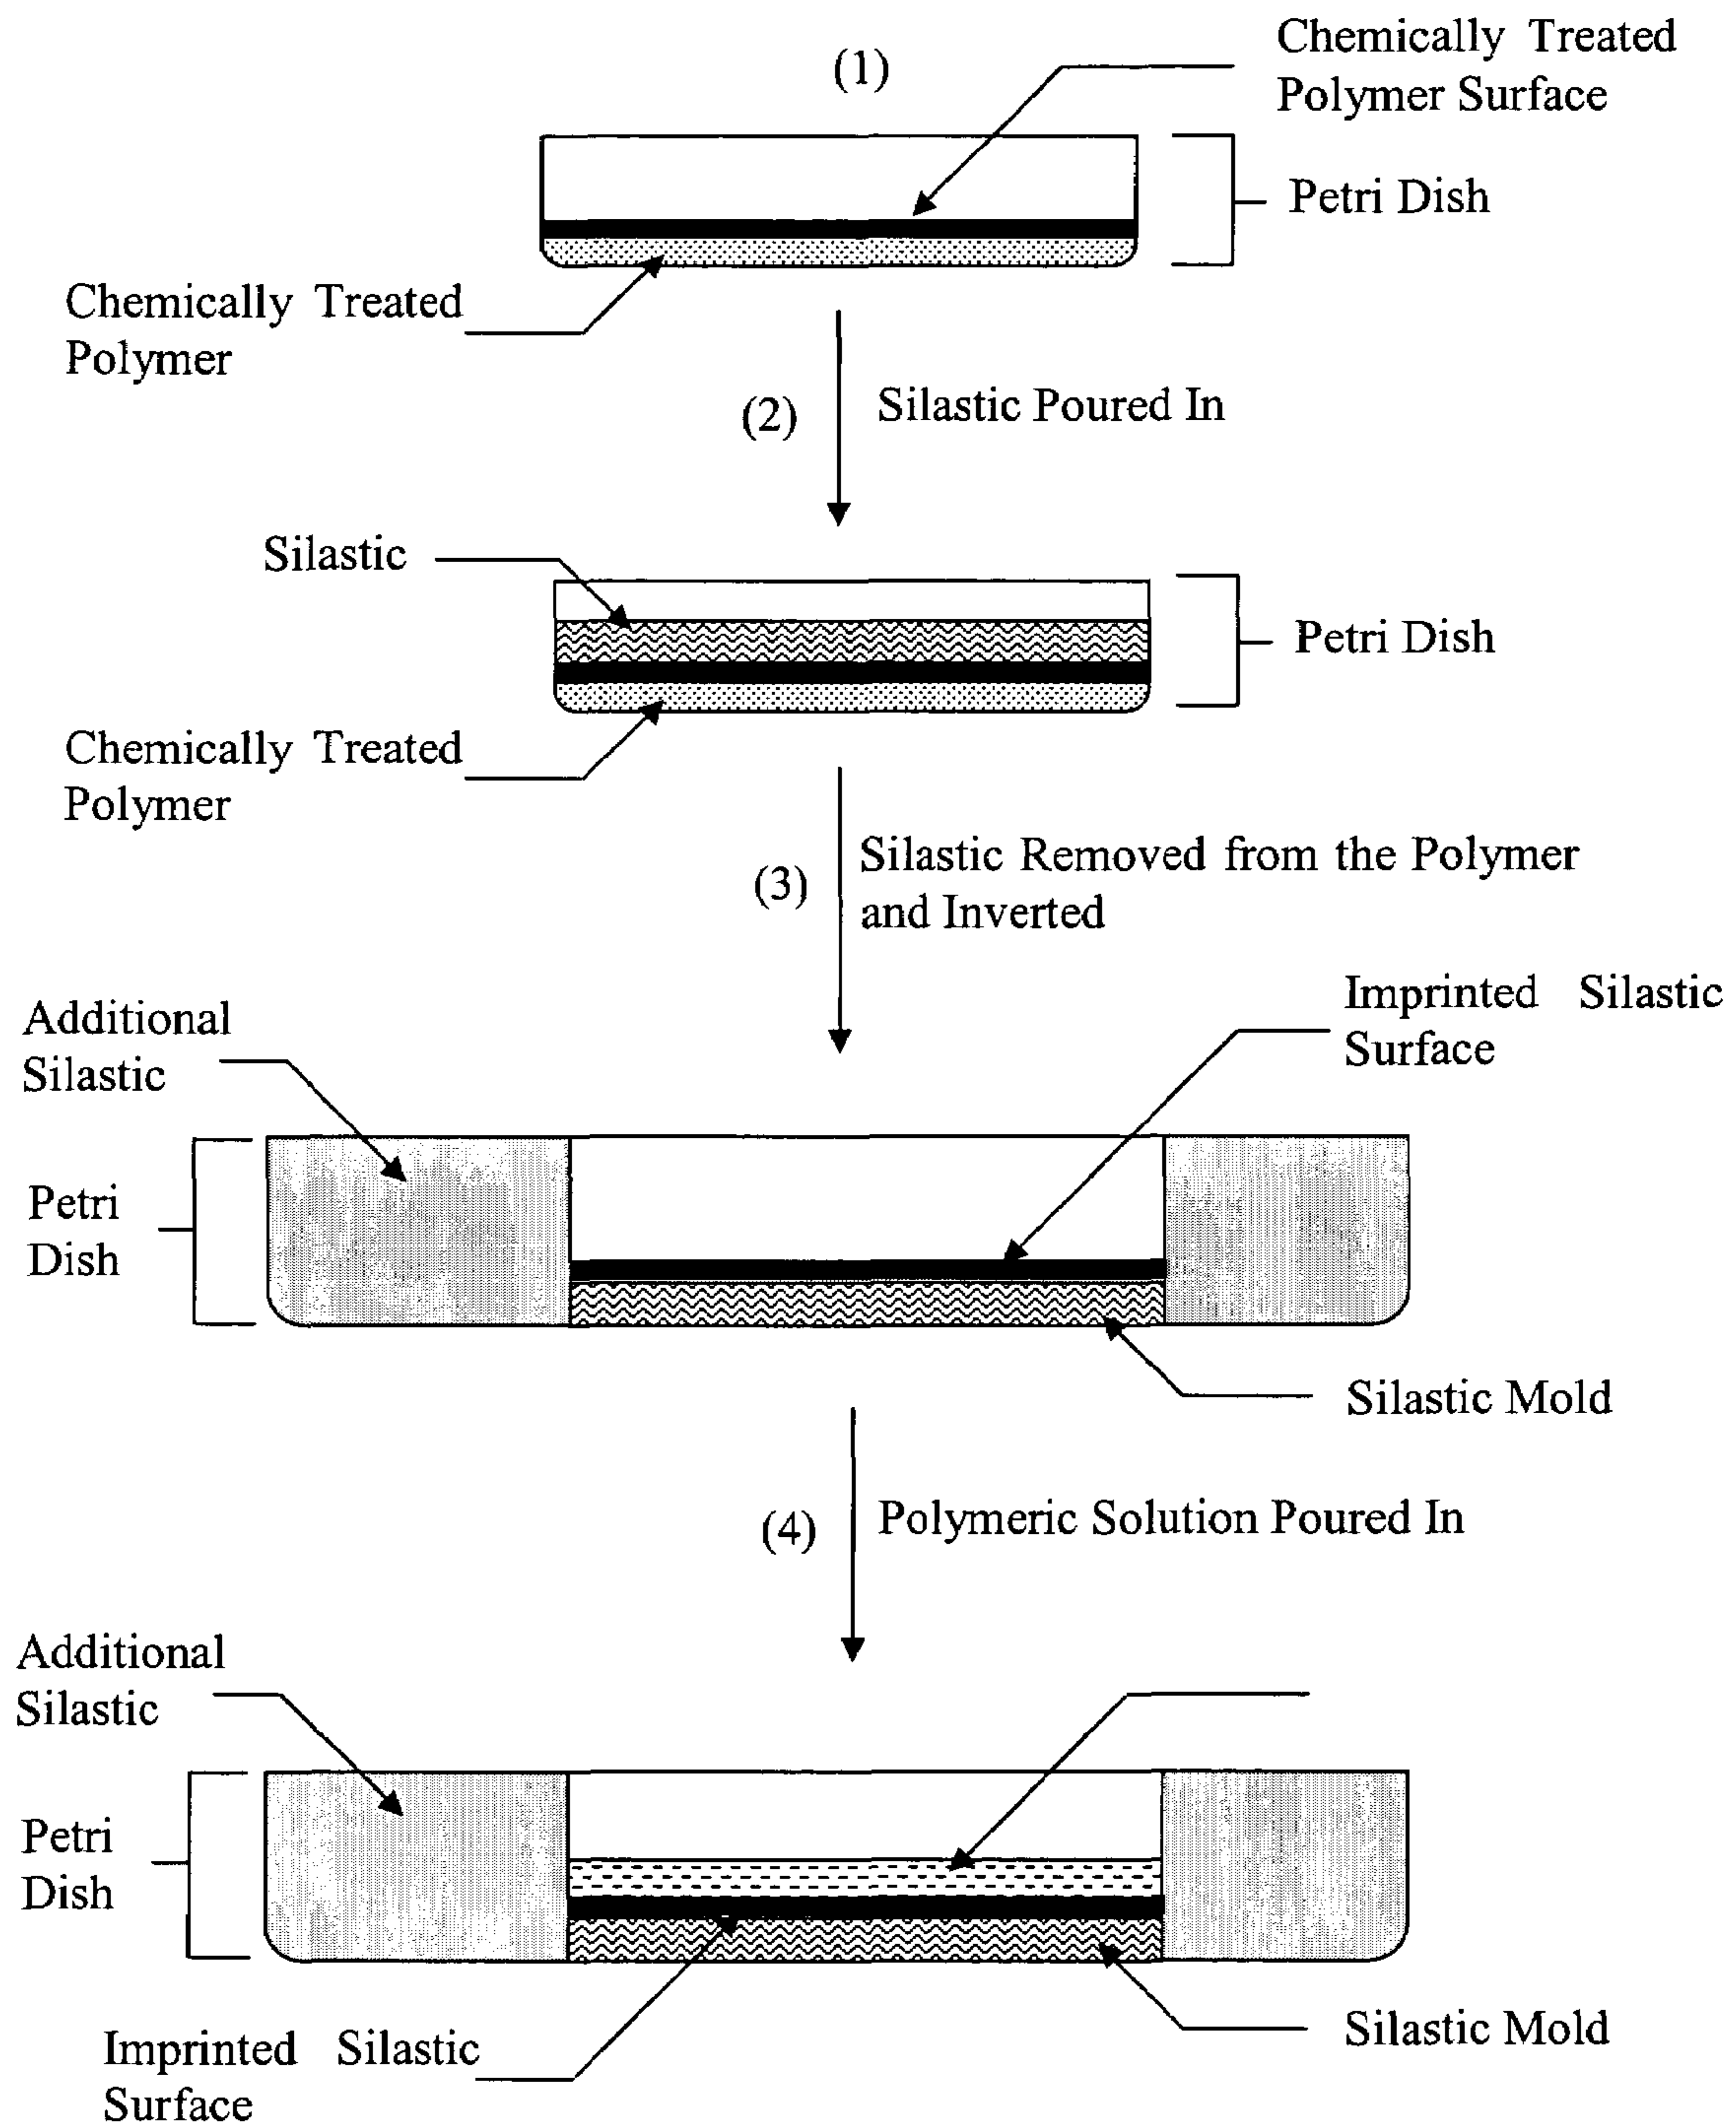 (1)
Chemically Treated
Polymer Surface
Petri Dish
Chemically Treated
Polymer
(2)
Silastic Poured In
Silastic
Petri Dish
Chemically Treated
Polymer
(3)
Silastic Removed from the Polymer
and Inverted
Additional
Silastic
Imprinted Silastic
Surface
Petri
Dish
Silastic Mold
(4)
Polymeric Solution Poured In
Additional
Silastic
Petri
Dish
Silastic Mold
Imprinted Silastic
Surface